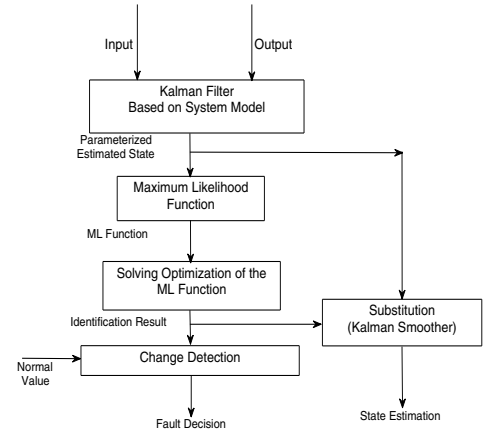 Input
Output
Kalman Filter
Based on System Model
Parameterized
Estimated State
Maximum Likelihood
Function
ML Function
Solving Optimization of the
ML Function
Substitution
(Kalman Smoother)
Identification Result
Change Detection
Normal
Value
Fault Decision
State Estimation